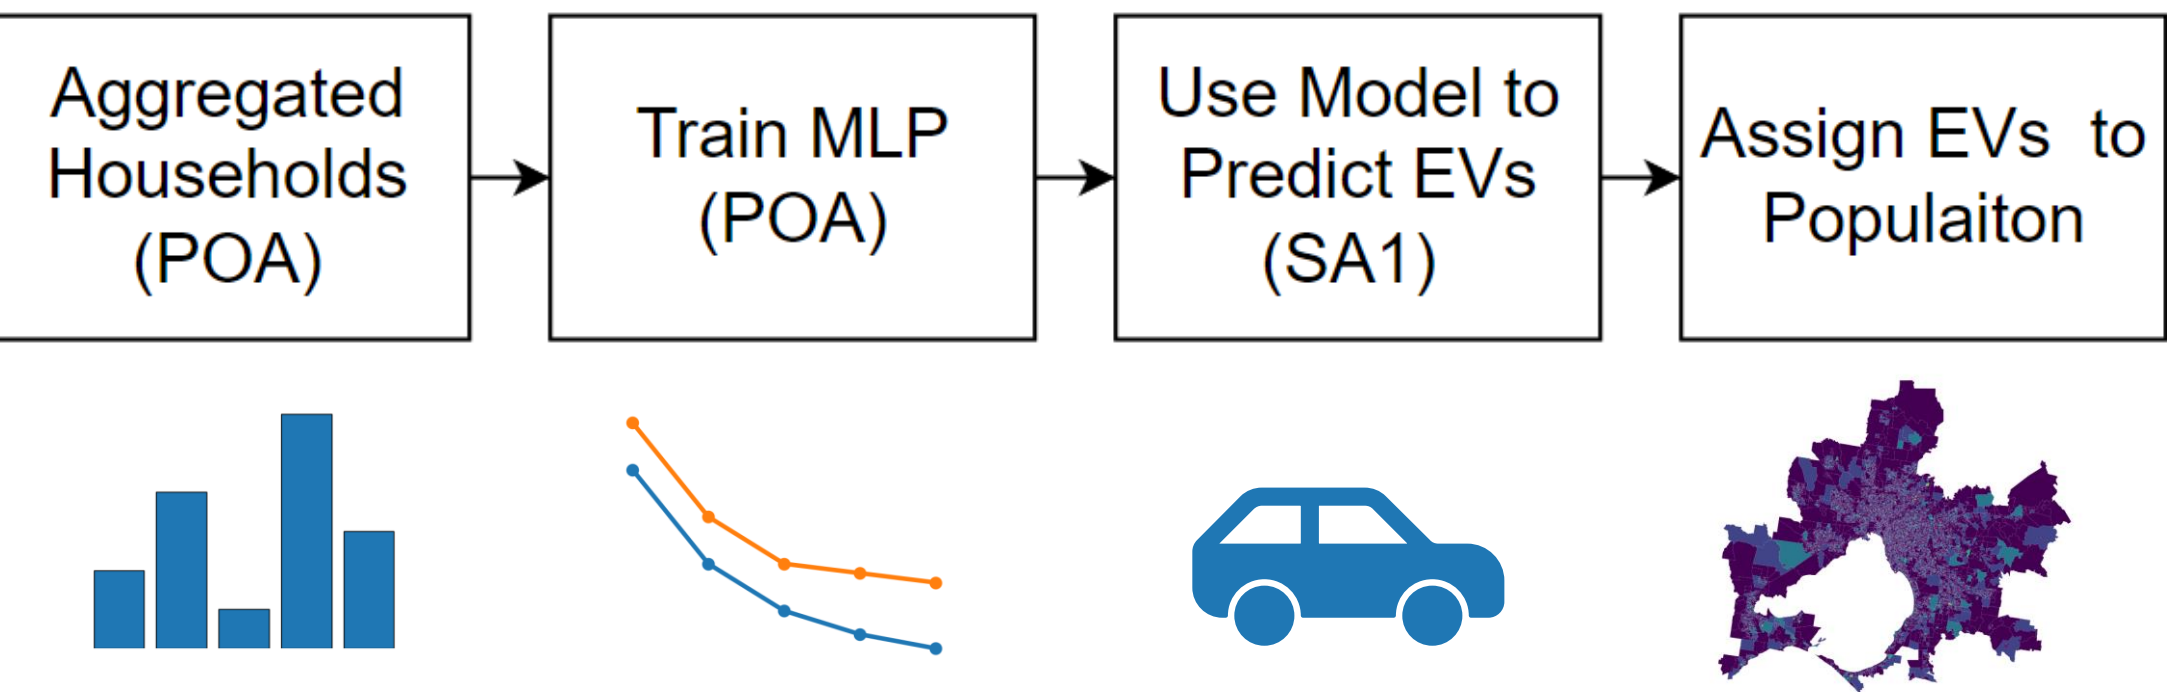 Aggregated
Households
(POA)
Train MLP
(POA)
Use Model to
Predict EVs
(SA1)
Assign EVs  to
Populaiton